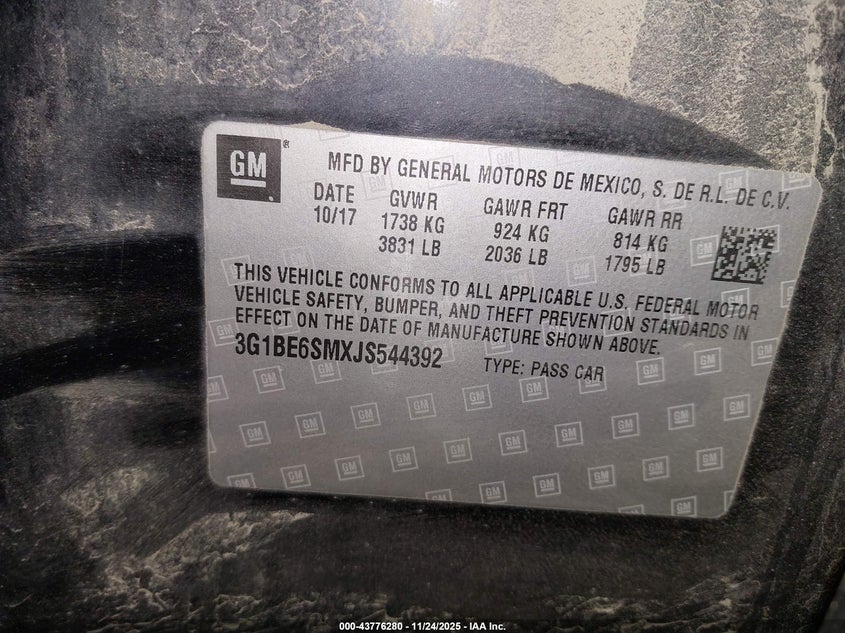 GM
MFD BY GENERAL MOTORS DE MEXICO, S. DE R.L. DE C.V.
DATE GVWR GAWR FRT GAWR RR
10/17 1738 KG 924 KG 814 KG
3831 LB 2036 LB 1795 LB
THIS VEHICLE CONFORMS TO ALL APPLICABLE U.S. FEDERAL MOTOR
VEHICLE SAFETY, BUMPER, AND THEFT PREVENTION STANDARDS IN
EFFECT ON THE DATE OF MANUFACTURE SHOWN ABOVE.
3G1BE6SMXJS544392 TYPE: PASS CAR
000-43776280 - 11/24/2025 - IAA Inc.